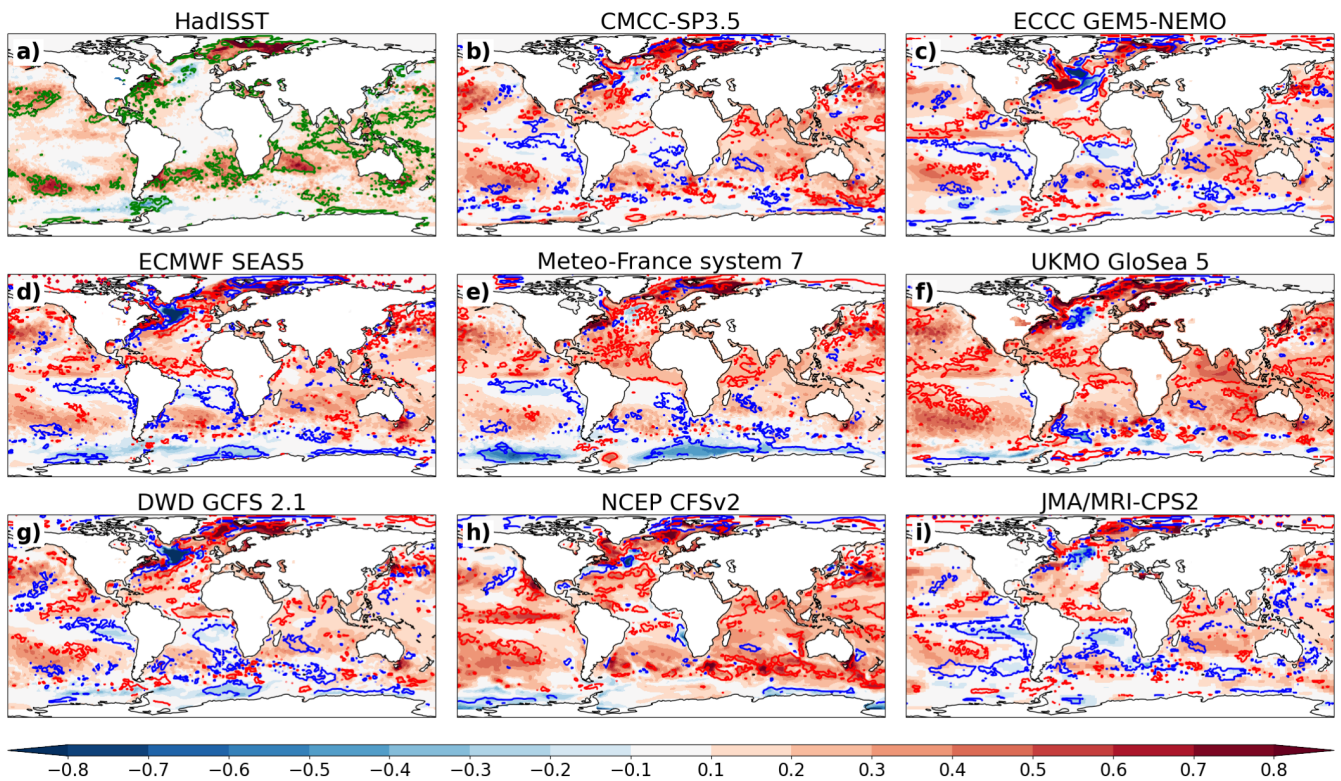 HadISST
CMCC-SP3.5
ECCC GEM5-NEMO
a)
b)
c)
ECMWF SEAS5
Meteo-France system 7
UKMO GloSea 5
d)
e)
f)
DWD GCFS 2.1
NCEP CFSv2
JMA/MRI-CPS2
g)
h)
i)
−0.8 −0.7 −0.6 −0.5 −0.4 −0.3 −0.2 −0.1 0.1 0.2 0.3 0.4 0.5 0.6 0.7 0.8